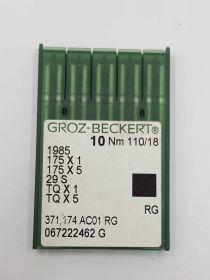 GROZ-BECKERT®
10 Nm 110/18
1985
175 X 1
175 X 5
29 S
TQ X 1
TQ X 5
RG
371,174 AC01 RG
067222462 G